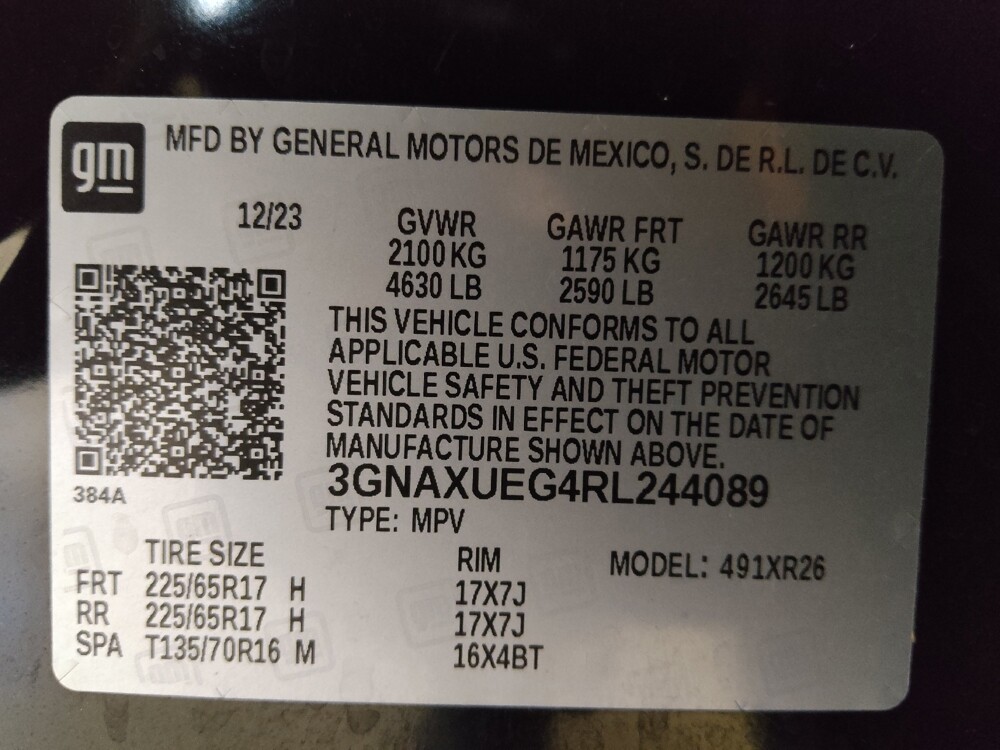 gm
MFD BY GENERAL MOTORS DE MEXICO, S. DE R.L. DE C.V.
12/23 GVWR GAWR FRT GAWR RR
2100 KG 1175 KG 1200 KG
4630 LB 2590 LB 2645 LB
THIS VEHICLE CONFORMS TO ALL
APPLICABLE U.S. FEDERAL MOTOR
VEHICLE SAFETY AND THEFT PREVENTION
STANDARDS IN EFFECT ON THE DATE OF
MANUFACTURE SHOWN ABOVE.
384A
3GNAXUEG4RL244089
TYPE: MPV
TIRE SIZE RIM MODEL: 491XR26
FRT 225/65R17 H 17X7J
RR 225/65R17 H 17X7J
SPA T135/70R16 M 16X4BT